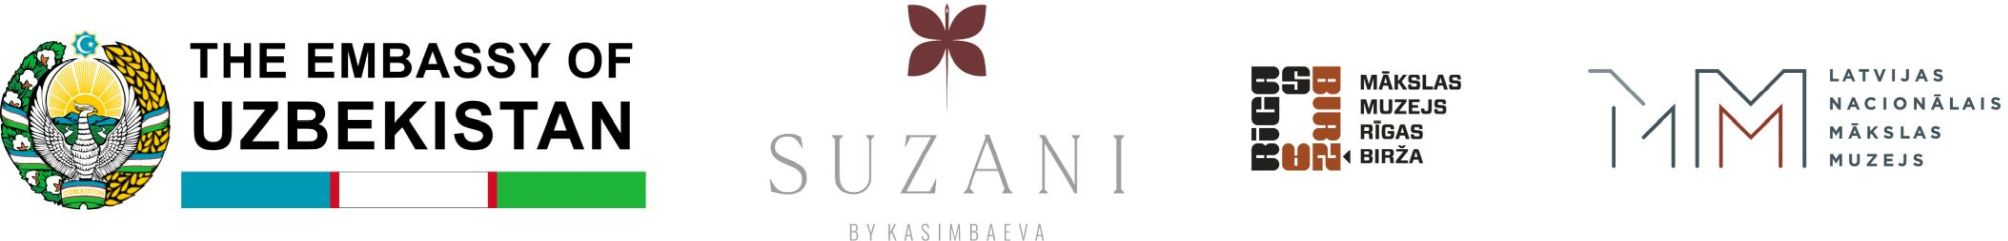 THE EMBASSY OF
UZBEKISTAN
SUZANI
BY KASIMBAEVA
MĀKSLAS
MUZEJS
RĪGAS
BIRŽA
LATVIJAS
NACIONĀLAIS
MĀKSLAS
MUZEJS